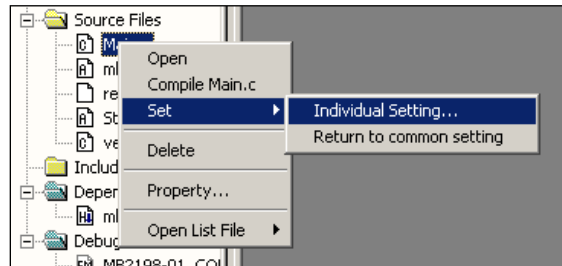 Source Files
Open
Compile Main.c
Set
Individual Setting...
Return to common setting
Delete
Property...
Open List File